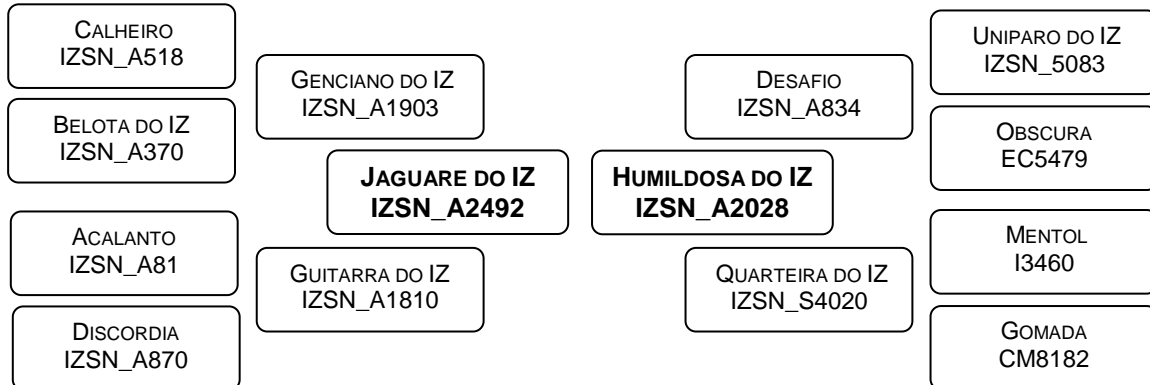 CALHEIRO
IZSN_A518
BELOTA DO IZ
IZSN_A370
ACALANTO
IZSN_A81
DISCORDIA
IZSN_A870
GENCIANO DO IZ
IZSN_A1903
GUITARRA DO IZ
IZSN_A1810
JAGUARE DO IZ
IZSN_A2492
HUMILDOSA DO IZ
IZSN_A2028
DESAFIO
IZSN_A834
QUARTEIRA DO IZ
IZSN_S4020
UNIPARO DO IZ
IZSN_5083
OBSCURA
EC5479
MENTOL
I3460
GOMADA
CM8182